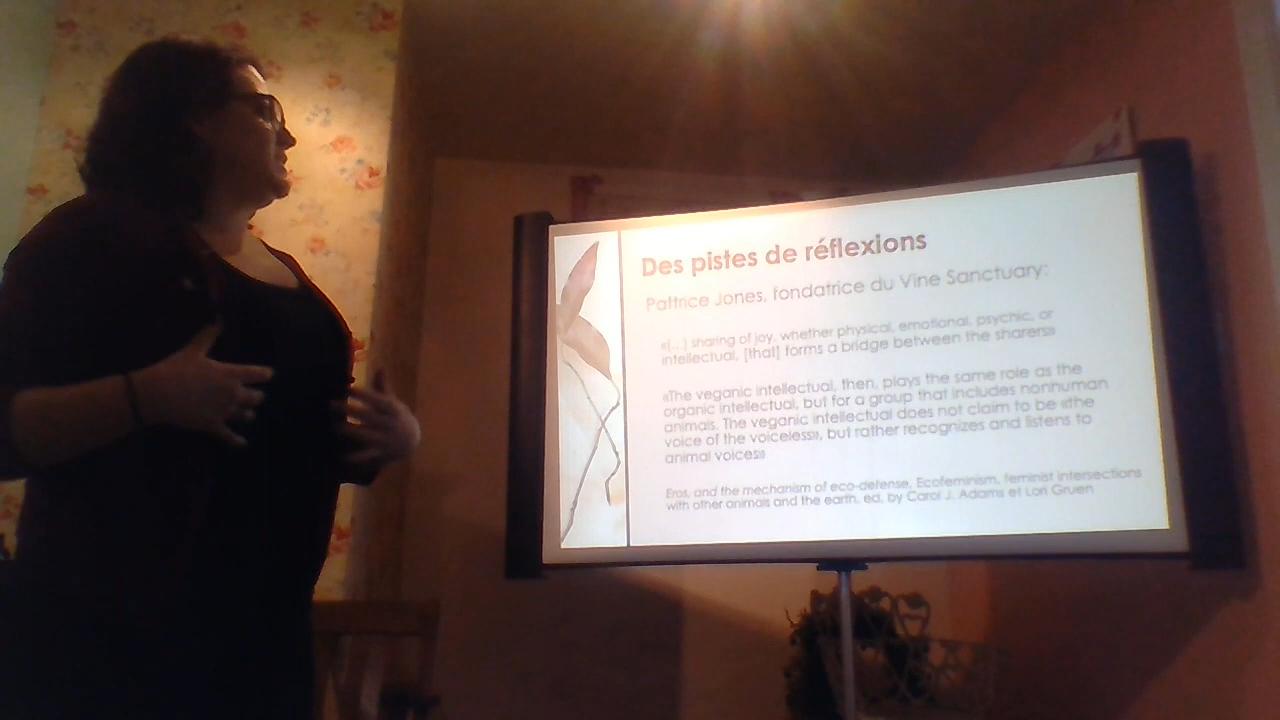 Des pistes de réflexions
Pattrice Jones, fondatrice du Vine Sanctuary:
«(...) sharing of joy, whether physical, emotional, psychic, or
intellectual, [that] forms a bridge between the sharers»
«The veganic intellectual, then, plays the same role as the
organic intellectual, but for a group that includes nonhuman
animals. The veganic intellectual does not claim to be «the
voice of the voiceless», but rather recognizes and listens to
animal voices»
Eros, and the mechanism of eco-defense, Ecofeminism, feminist intersections
with other animals and the earth, ed. by Carol J. Adams et Lori Gruen